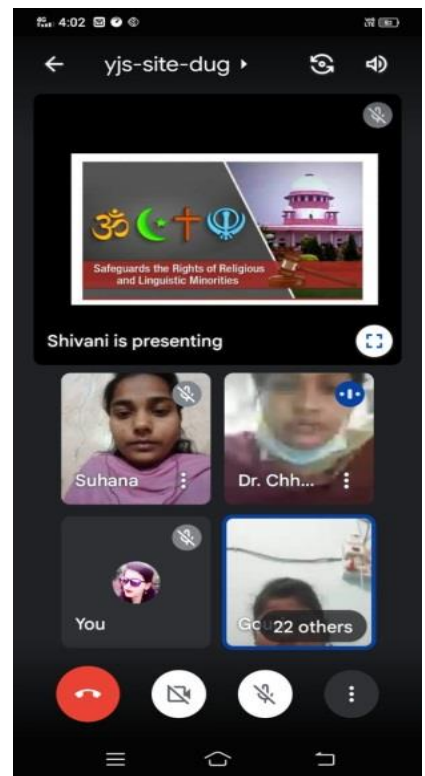 4:02
yjs-site-dug
ॐ
Safeguards the Rights of Religious
and Linguistic Minorities
Shivani is presenting
Suhana
Dr. Chh...
You
22 others